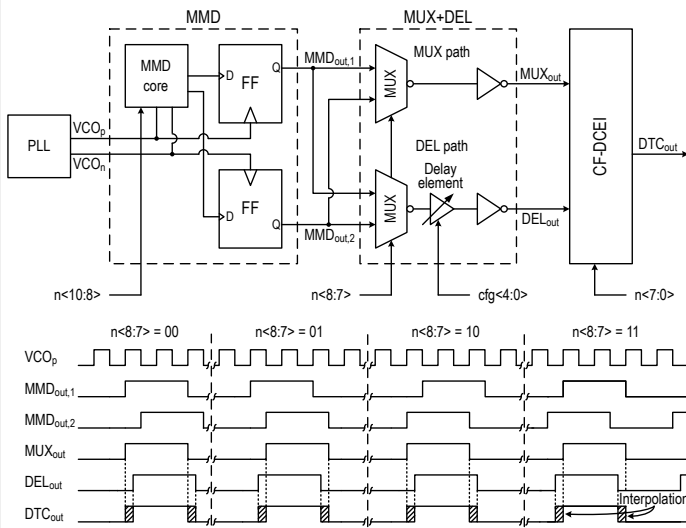 MMD
MUX+DEL
MMD core
D
FF
Q
MMDout,1
MUX
MUX path
MUXout
PLL
VCOp
VCOn
DEL path
Delay element
CF-DCEI
DTCout
D
FF
Q
MMDout,2
MUX
DELout
n<10:8>
n<8:7>
cfg<4:0>
n<7:0>
n<8:7> = 00
n<8:7> = 01
n<8:7> = 10
n<8:7> = 11
VCOp
MMDout,1
MMDout,2
MUXout
DELout
Interpolation
DTCout